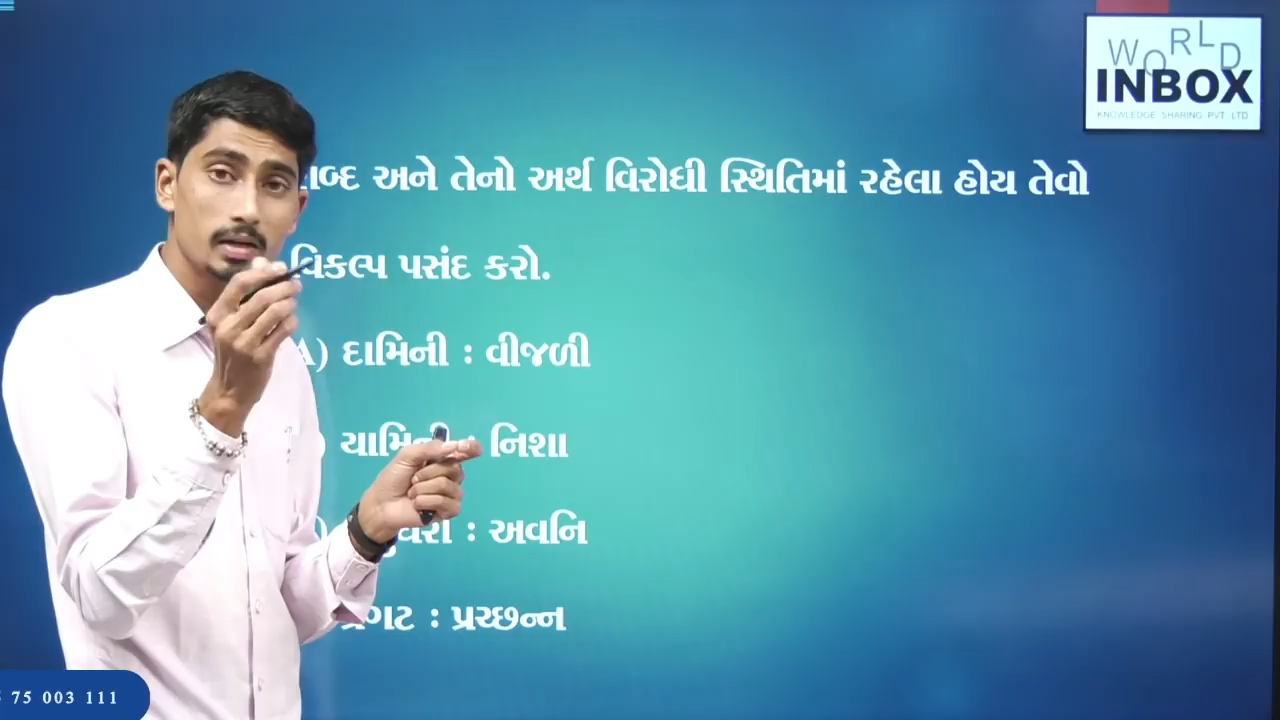 WORLD
INBOX
KNOWLEDGE SHARING PVT LTD
અને તેનો અર્થ વિરોધી સ્થિતિમાં રહેલા હોય તેવો
વિકલ્પ પસંદ કરો.
A) દામિની : વીજળી
: નિશા
: અવનિ
: પ્રચ્છન્ન
75 003 111